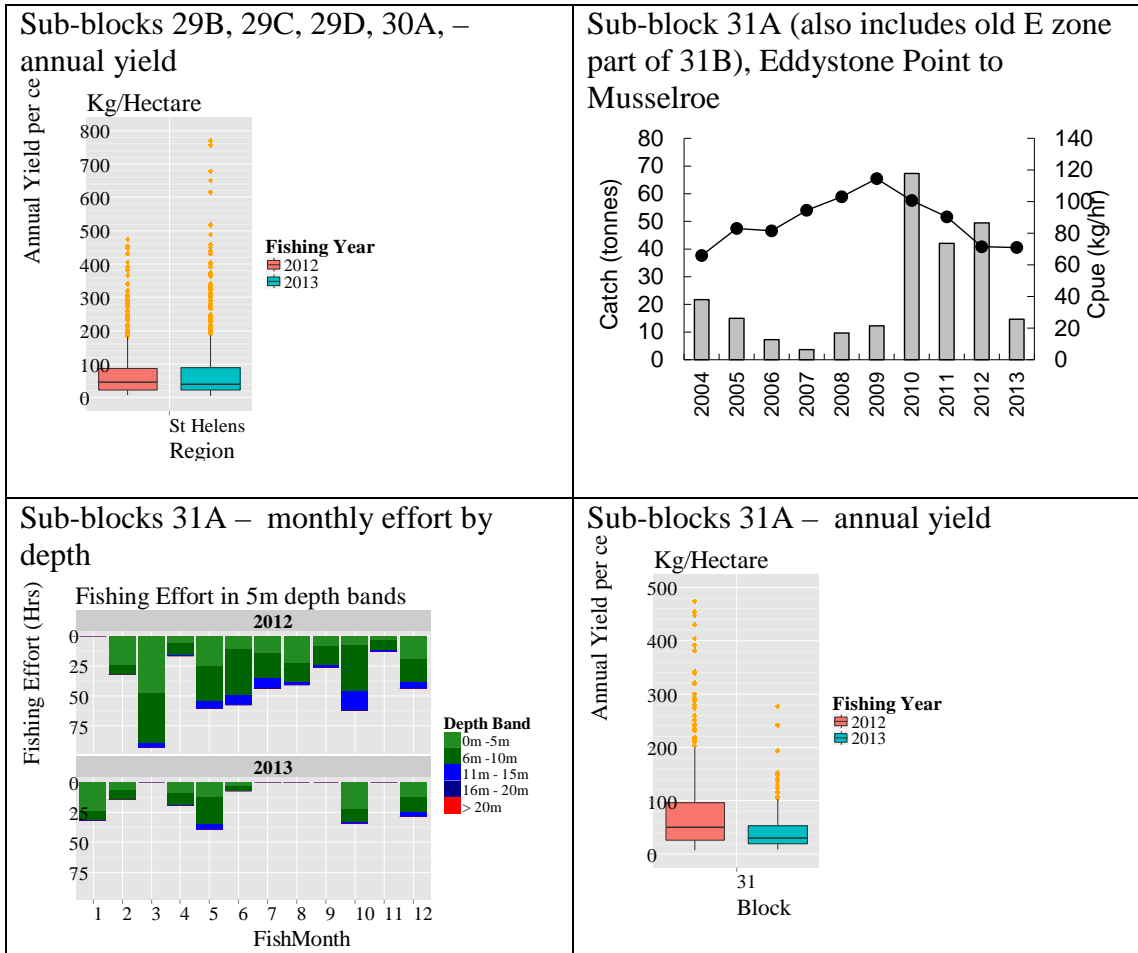 Sub-blocks 29B, 29C, 29D, 30A, –
annual yield
Kg/Hectare
Annual Yield per ce
800
700
600
500
400
300
200
100
0
St Helens
Region
Fishing Year
2012
2013
Sub-block 31A (also includes old E zone
part of 31B), Eddystone Point to
Musselroe
Catch (tonnes)
80
70
60
50
40
30
20
10
0
140
120
100
80
60
40
20
0
Cpue (kg/hr)
2004
2005
2006
2007
2008
2009
2010
2011
2012
2013
Sub-blocks 31A – monthly effort by
depth
Fishing Effort in 5m depth bands
Fishing Effort (Hrs)
2012
0
25
50
75
2013
0
25
50
75
1 2 3 4 5 6 7 8 9 10 11 12
FishMonth
Depth Band
0m -5m
6m -10m
11m - 15m
16m - 20m
> 20m
Sub-blocks 31A – annual yield
Kg/Hectare
Annual Yield per ce
500
400
300
200
100
0
31
Block
Fishing Year
2012
2013